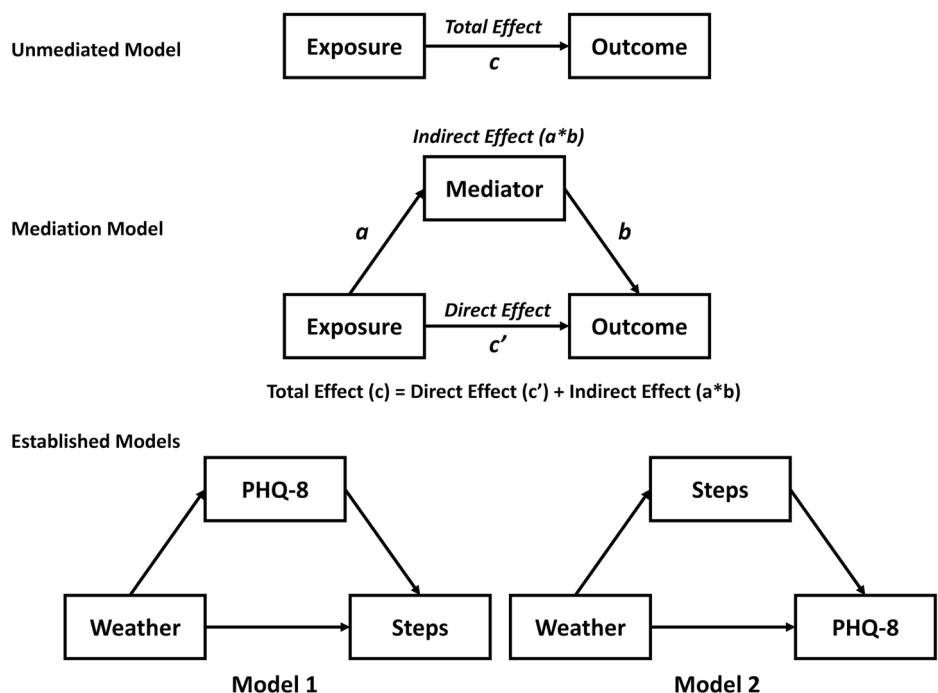 Unmediated Model
Exposure
Total Effect
c
Outcome
Indirect Effect (a*b)
Mediator
Mediation Model
a
b
Exposure
Direct Effect
c’
Outcome
Total Effect (c) = Direct Effect (c’) + Indirect Effect (a*b)
Established Models
PHQ-8
Weather
Steps
Model 1
Steps
Weather
PHQ-8
Model 2